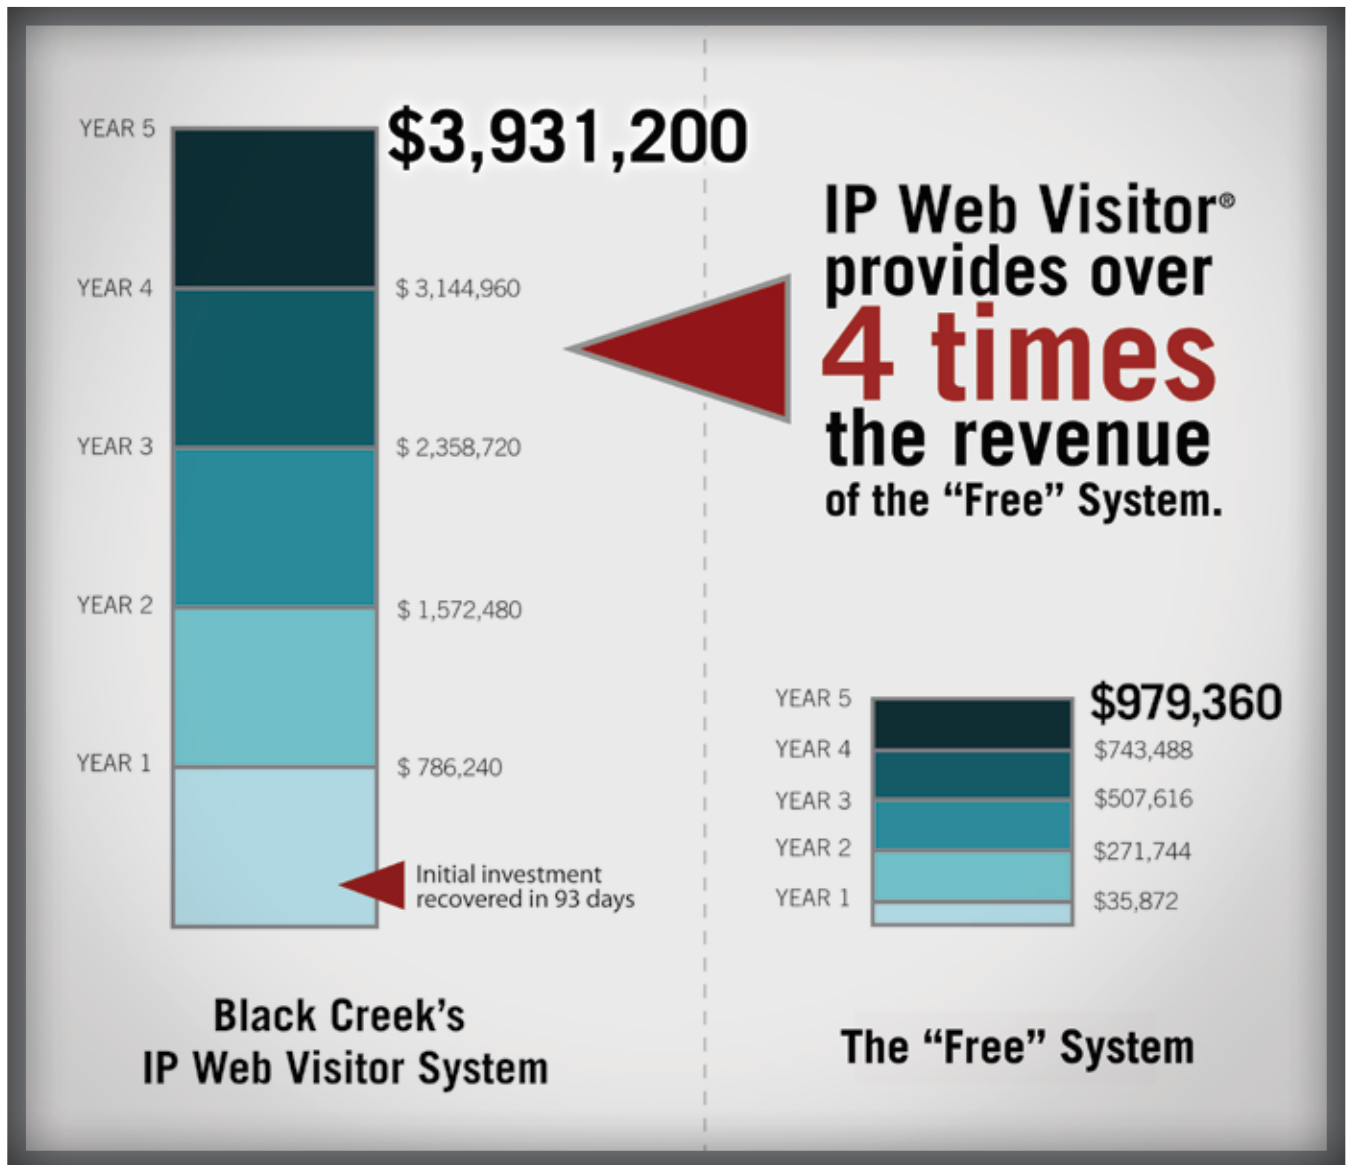 YEAR 5
$3,931,200
YEAR 4
$ 3,144,960
YEAR 3
$ 2,358,720
YEAR 2
$ 1,572,480
YEAR 1
$ 786,240
Initial investment
recovered in 93 days
Black Creek’s
IP Web Visitor System
IP Web Visitor®
provides over
4 times
the revenue
of the “Free” System.
YEAR 5
$979,360
YEAR 4
$743,488
YEAR 3
$507,616
YEAR 2
$271,744
YEAR 1
$35,872
The “Free” System